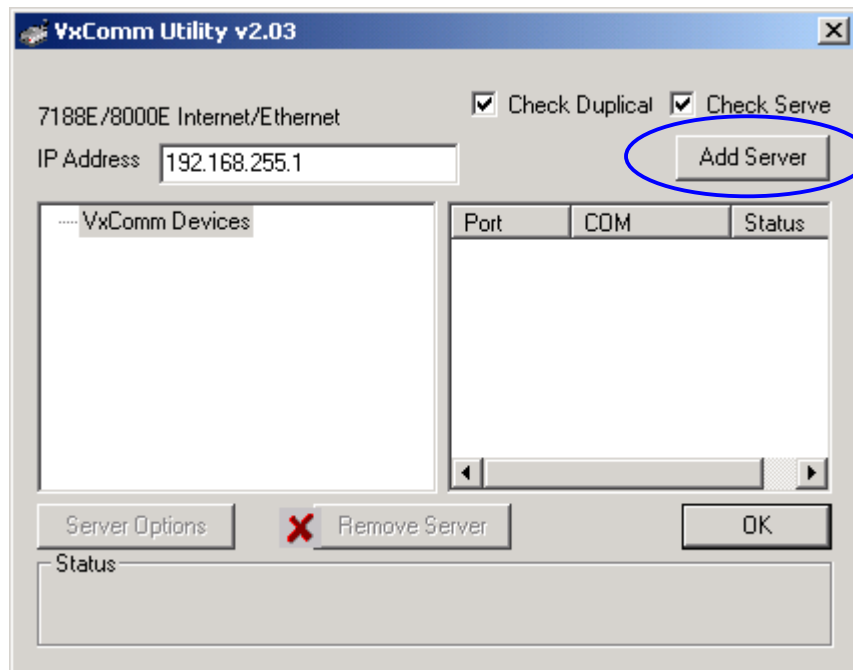 VxComm Utility v2.03
Check Duplical Check Serve
7188E/8000E Internet/Ethernet
IP Address 192.168.255.1 Add Server
VxComm Devices
Port COM Status
Server Options Remove Server OK
Status